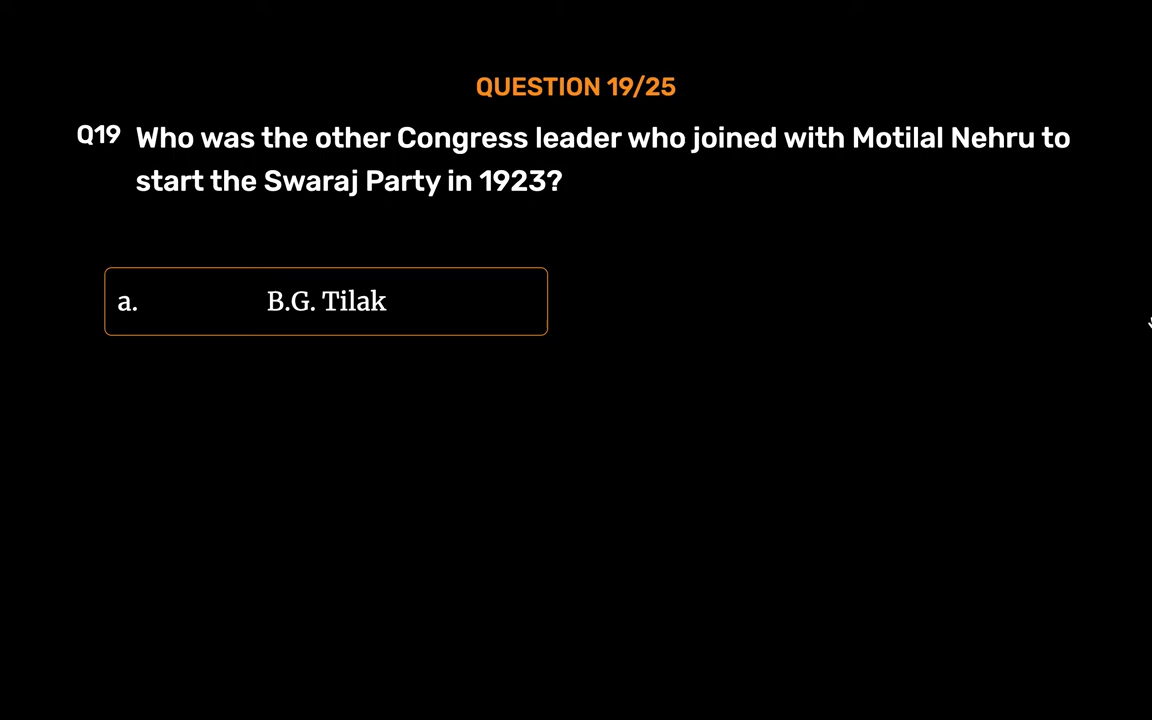 QUESTION 19/25
Q19 Who was the other Congress leader who joined with Motilal Nehru to
start the Swaraj Party in 1923?
a. B.G. Tilak